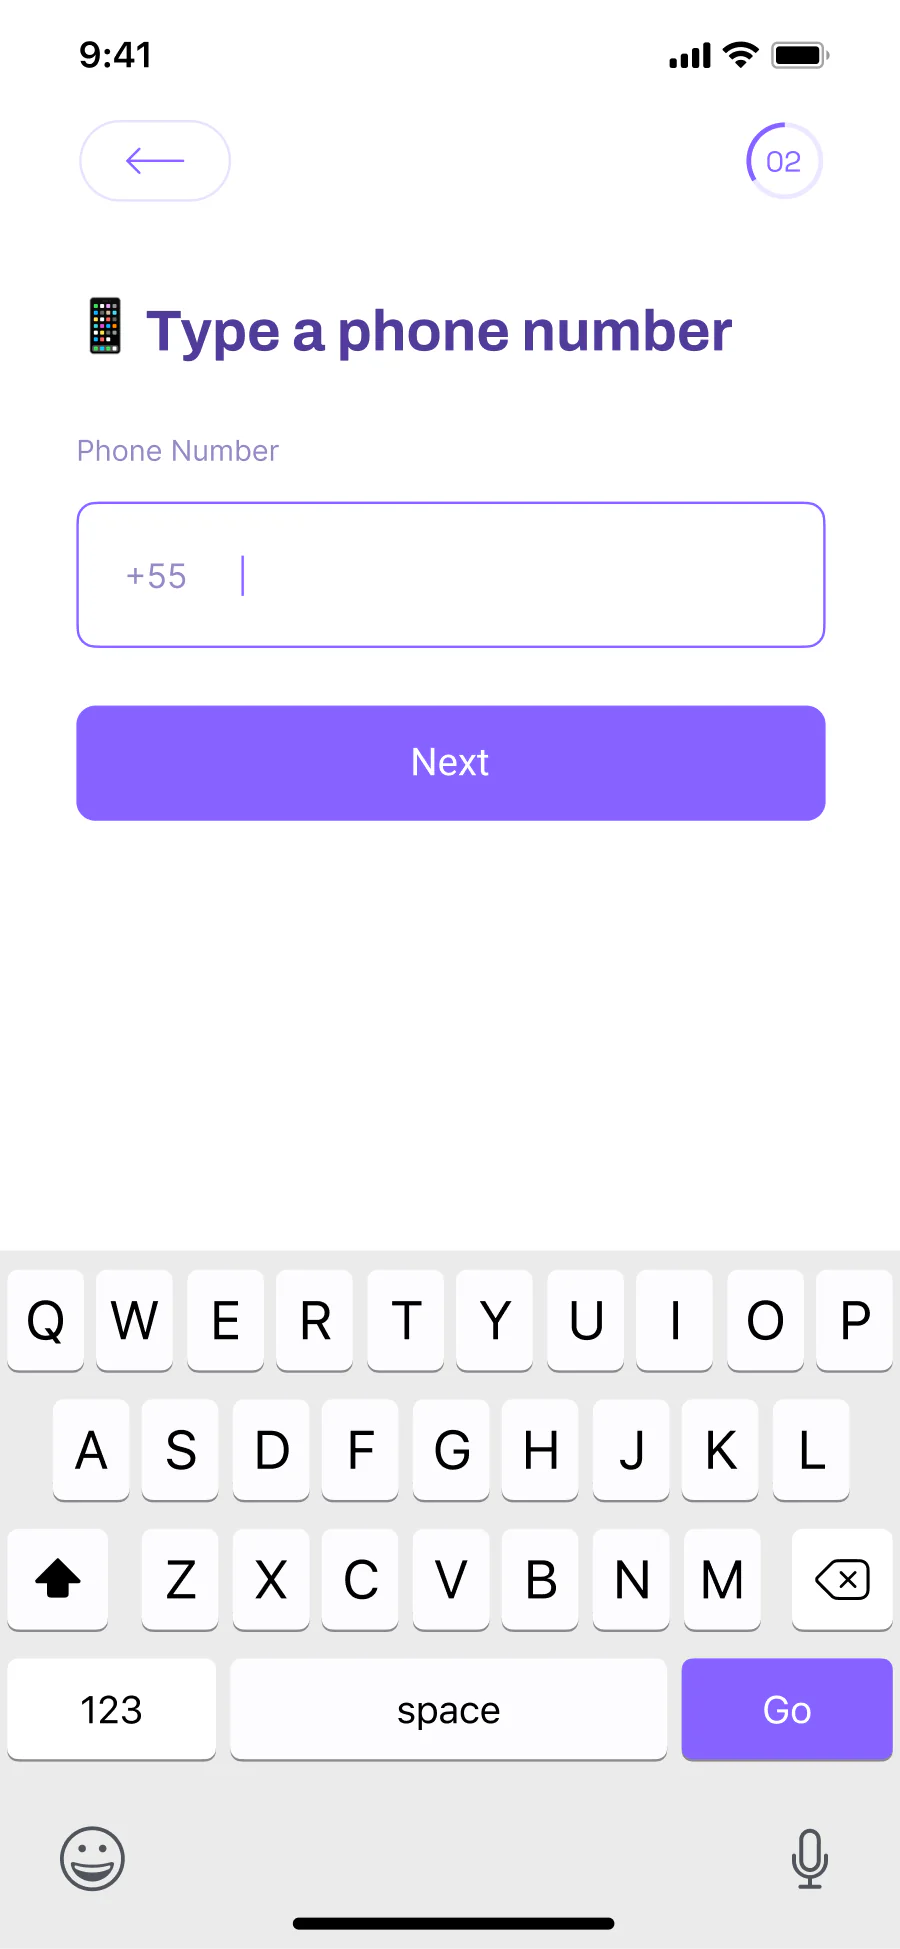 9:41
02
📱 Type a phone number
Phone Number
+55
Next
Q W E R T Y U I O P
A S D F G H J K L
Z X C V B N M
123 space Go